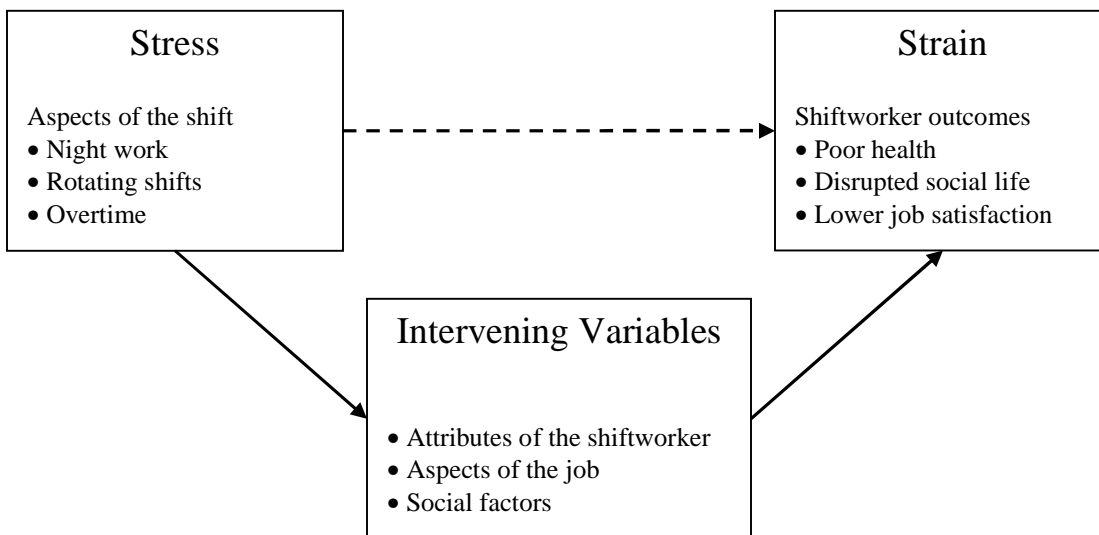 Stress
Aspects of the shift
• Night work
• Rotating shifts
• Overtime
Strain
Shiftworker outcomes
• Poor health
• Disrupted social life
• Lower job satisfaction
Intervening Variables
• Attributes of the shiftworker
• Aspects of the job
• Social factors